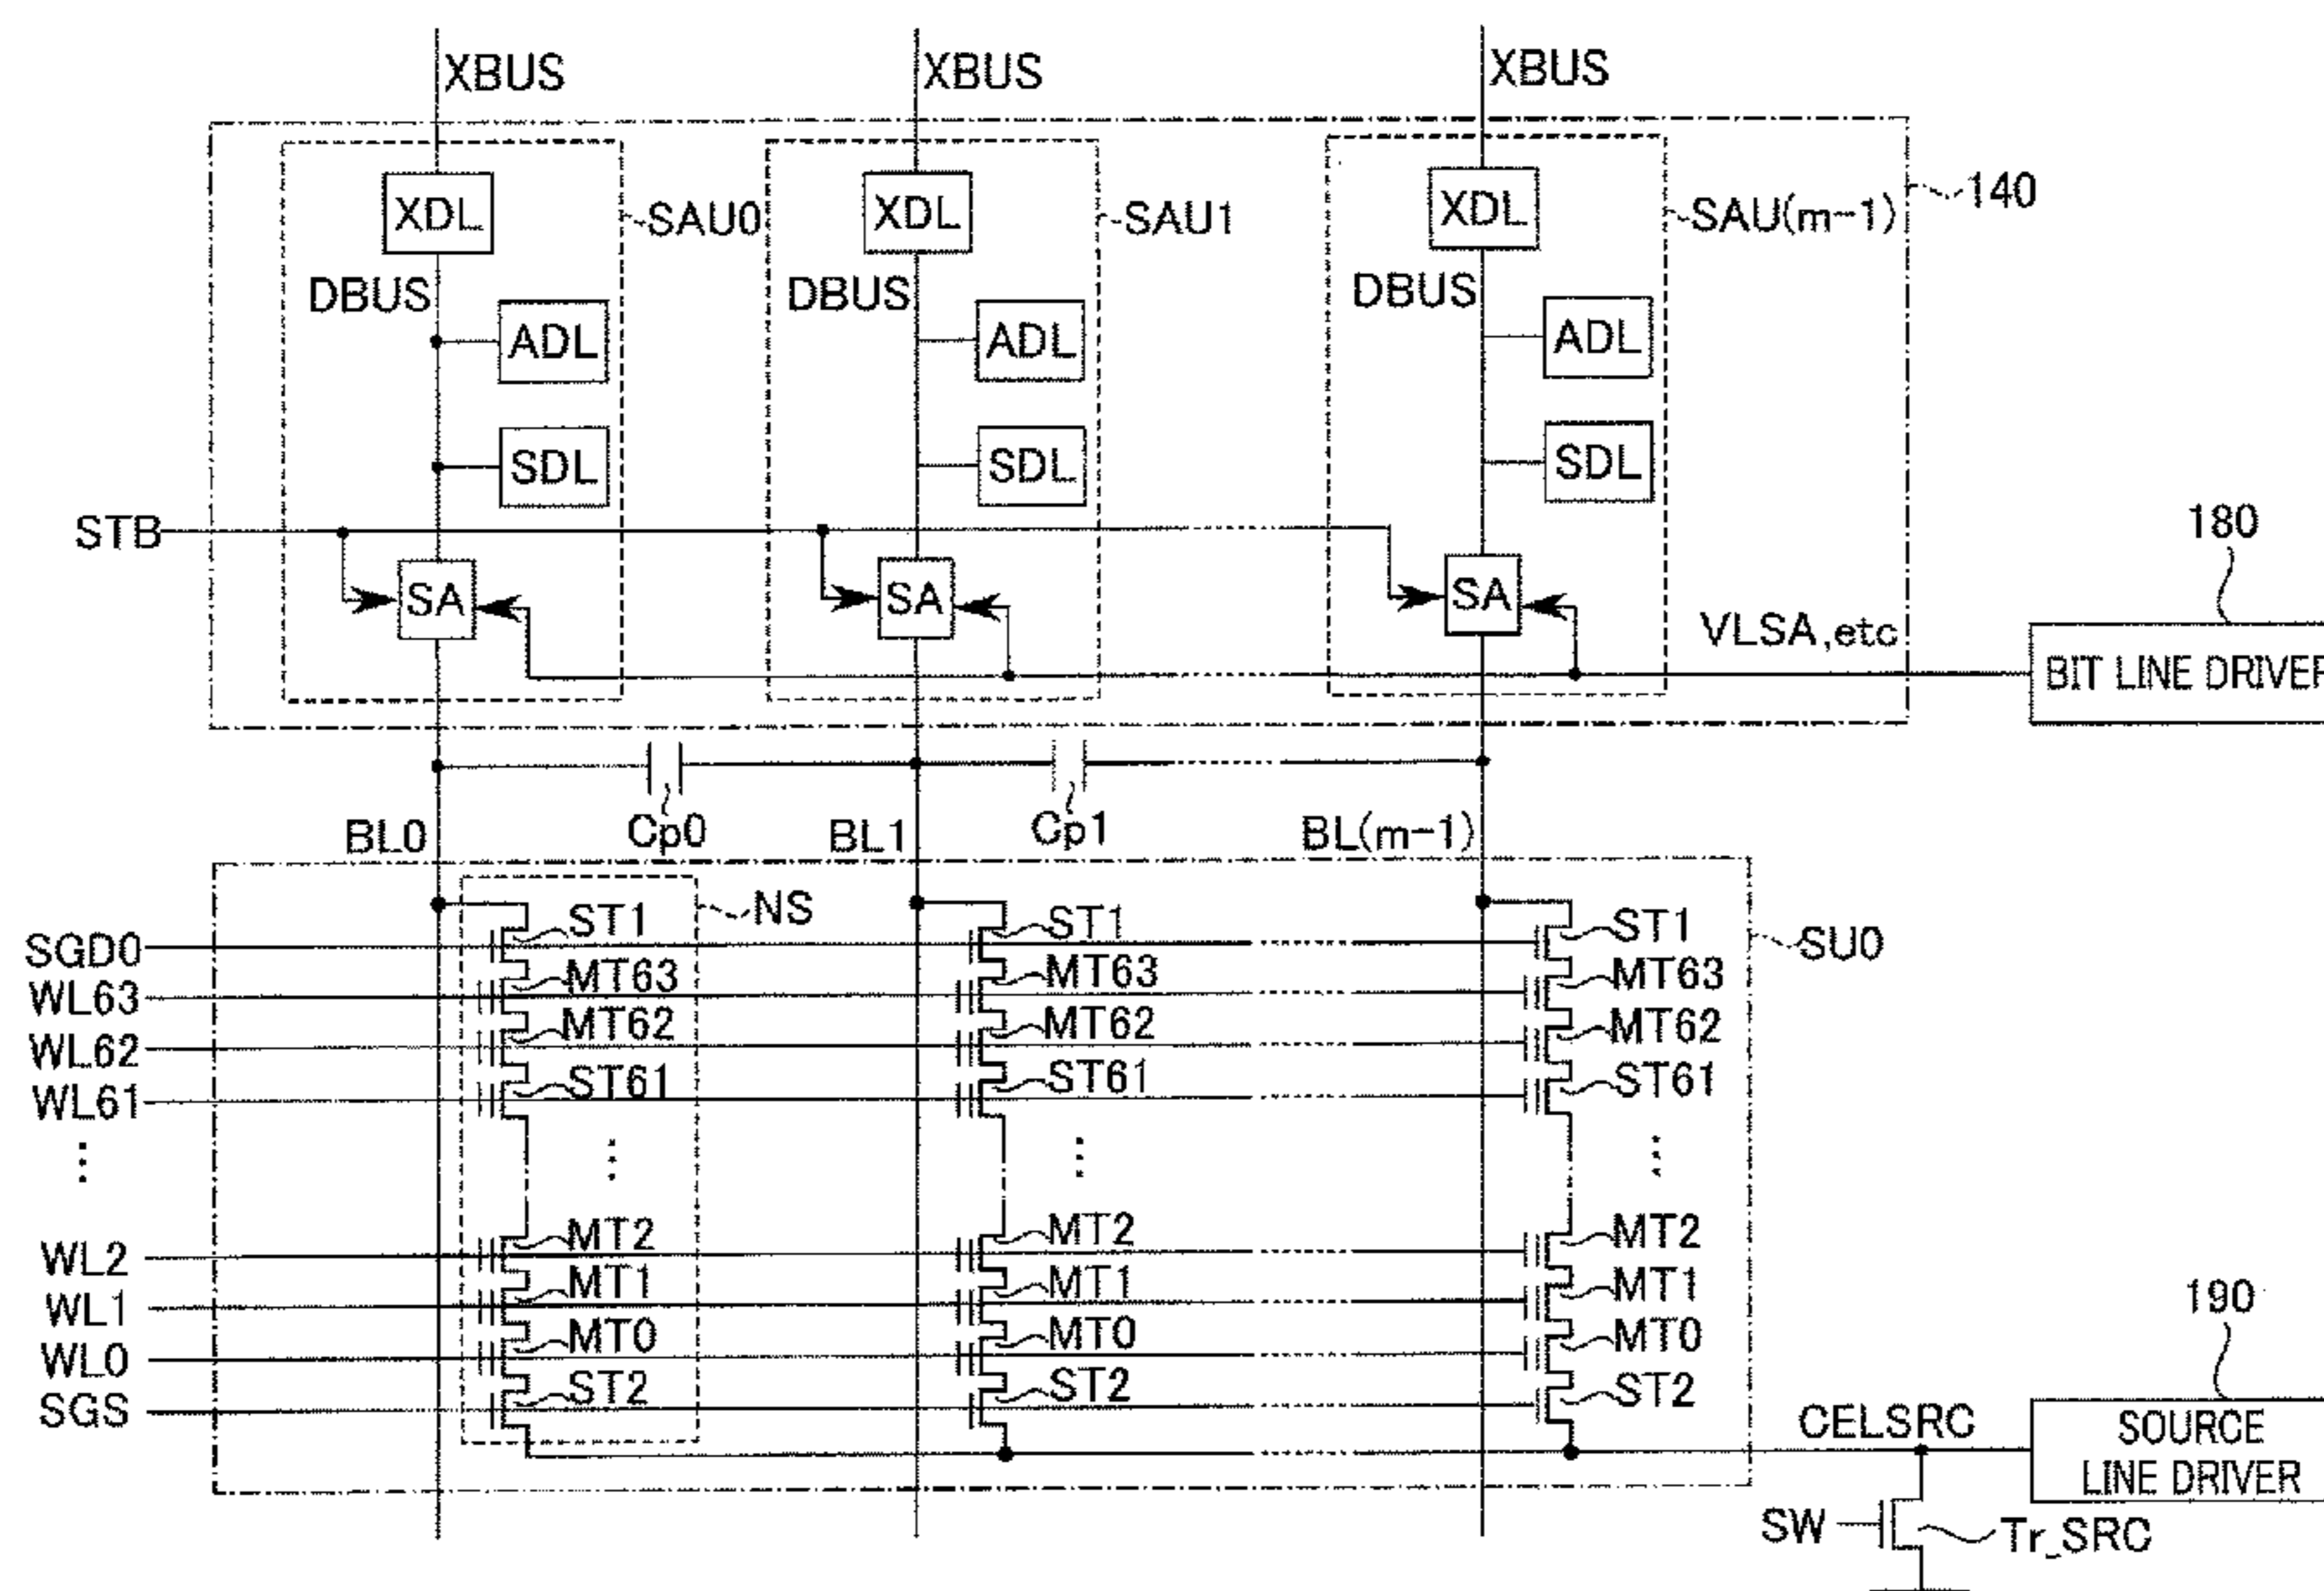 XBUS XBUS XBUS
XDL XDL XDL
SAU0 SAU1 SAU(m-1) 140
DBUS DBUS DBUS
ADL ADL ADL
SDL SDL SDL
STB
SA SA SA
180
VLSA,etc
BIT LINE DRIVER
Cp0 Cp1
BL0 BL1 BL(m-1)
NS
SU0
SGD0 ST1 ST1 ST1
WL63 MT63 MT63 MT63
WL62 MT62 MT62 MT62
WL61 ST61 ST61 ST61
WL2 MT2 MT2 MT2
WL1 MT1 MT1 MT1
WL0 MT0 MT0 MT0
SGS ST2 ST2 ST2
190
CELSRC
SOURCE
LINE DRIVER
SW Tr_SRC